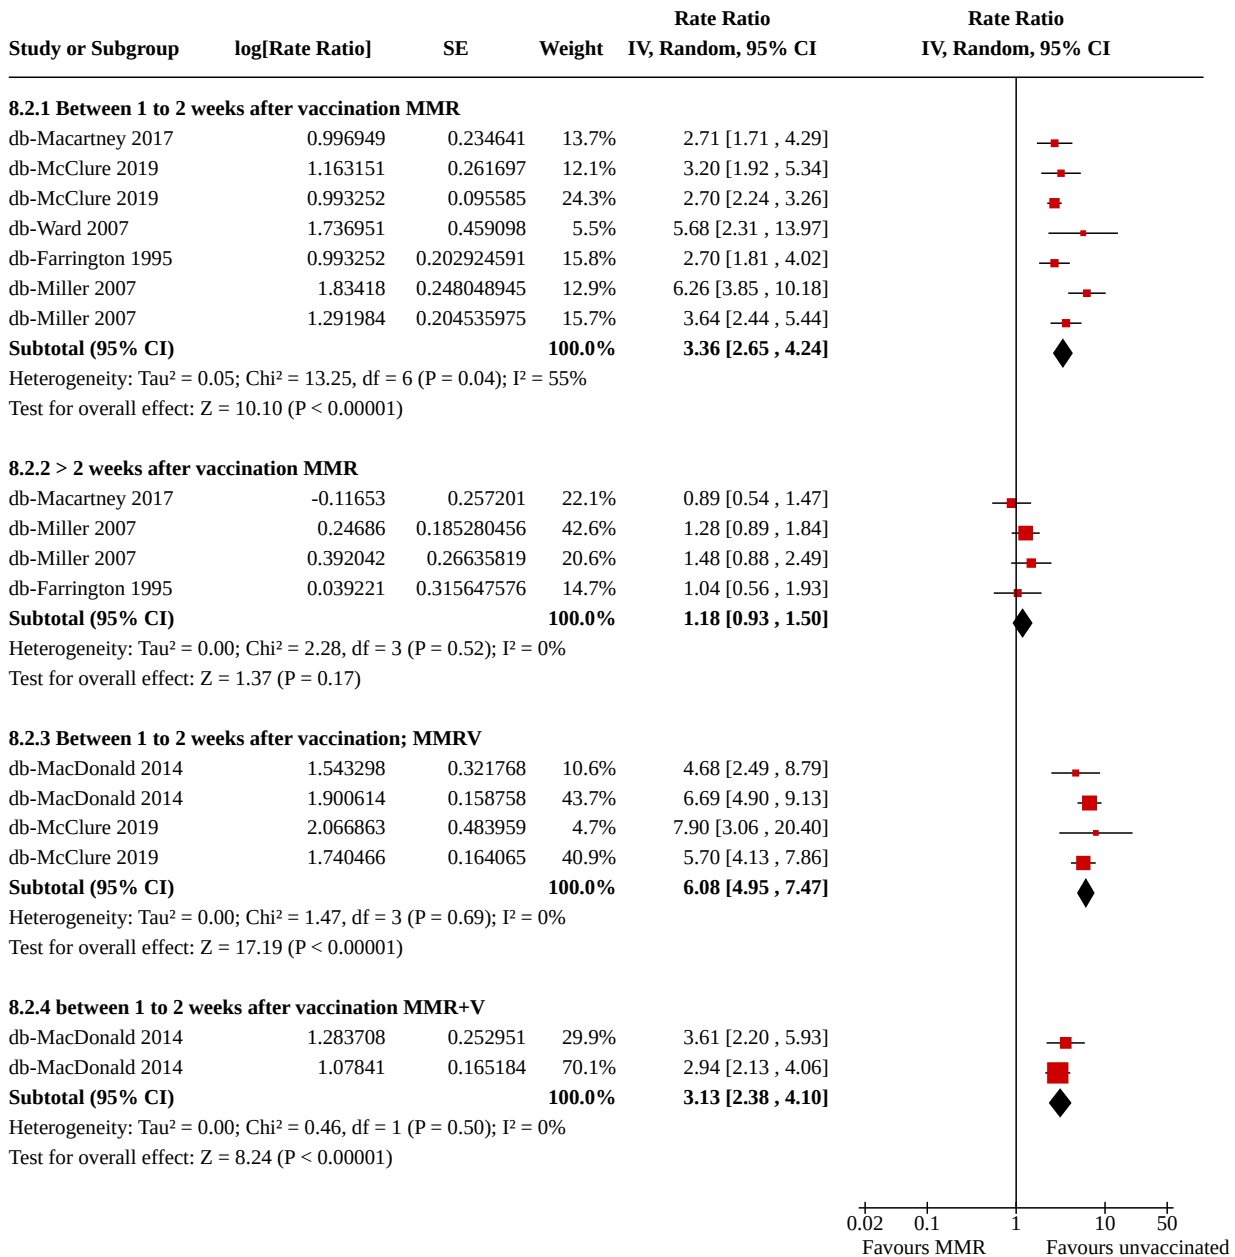 Rate Ratio Rate Ratio
Study or Subgroup log[Rate Ratio] SE Weight IV, Random, 95% CI IV, Random, 95% CI
8.2.1 Between 1 to 2 weeks after vaccination MMR
db-Macartney 2017 0.996949 0.234641 13.7% 2.71 [1.71 , 4.29]
db-McClure 2019 1.163151 0.261697 12.1% 3.20 [1.92 , 5.34]
db-McClure 2019 0.993252 0.095585 24.3% 2.70 [2.24 , 3.26]
db-Ward 2007 1.736951 0.459098 5.5% 5.68 [2.31 , 13.97]
db-Farrington 1995 0.993252 0.202924591 15.8% 2.70 [1.81 , 4.02]
db-Miller 2007 1.83418 0.248048945 12.9% 6.26 [3.85 , 10.18]
db-Miller 2007 1.291984 0.204535975 15.7% 3.64 [2.44 , 5.44]
Subtotal (95% CI) 100.0% 3.36 [2.65 , 4.24]
Heterogeneity: Tau² = 0.05; Chi² = 13.25, df = 6 (P = 0.04); I² = 55%
Test for overall effect: Z = 10.10 (P < 0.00001)
8.2.2 > 2 weeks after vaccination MMR
db-Macartney 2017 -0.11653 0.257201 22.1% 0.89 [0.54 , 1.47]
db-Miller 2007 0.24686 0.185280456 42.6% 1.28 [0.89 , 1.84]
db-Miller 2007 0.392042 0.26635819 20.6% 1.48 [0.88 , 2.49]
db-Farrington 1995 0.039221 0.315647576 14.7% 1.04 [0.56 , 1.93]
Subtotal (95% CI) 100.0% 1.18 [0.93 , 1.50]
Heterogeneity: Tau² = 0.00; Chi² = 2.28, df = 3 (P = 0.52); I² = 0%
Test for overall effect: Z = 1.37 (P = 0.17)
8.2.3 Between 1 to 2 weeks after vaccination; MMRV
db-MacDonald 2014 1.543298 0.321768 10.6% 4.68 [2.49 , 8.79]
db-MacDonald 2014 1.900614 0.158758 43.7% 6.69 [4.90 , 9.13]
db-McClure 2019 2.066863 0.483959 4.7% 7.90 [3.06 , 20.40]
db-McClure 2019 1.740466 0.164065 40.9% 5.70 [4.13 , 7.86]
Subtotal (95% CI) 100.0% 6.08 [4.95 , 7.47]
Heterogeneity: Tau² = 0.00; Chi² = 1.47, df = 3 (P = 0.69); I² = 0%
Test for overall effect: Z = 17.19 (P < 0.00001)
8.2.4 between 1 to 2 weeks after vaccination MMR+V
db-MacDonald 2014 1.283708 0.252951 29.9% 3.61 [2.20 , 5.93]
db-MacDonald 2014 1.07841 0.165184 70.1% 2.94 [2.13 , 4.06]
Subtotal (95% CI) 100.0% 3.13 [2.38 , 4.10]
Heterogeneity: Tau² = 0.00; Chi² = 0.46, df = 1 (P = 0.50); I² = 0%
Test for overall effect: Z = 8.24 (P < 0.00001)
0.02 0.1 1 10 50
Favours MMR Favours unvaccinated